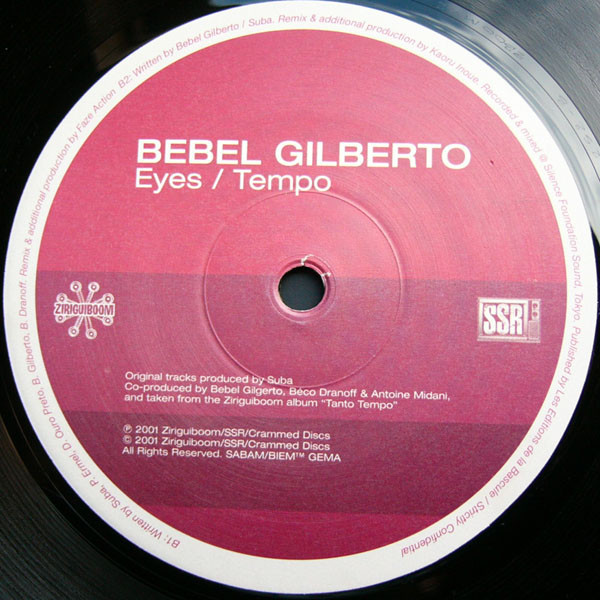 BEBEL GILBERTO
Eyes / Tempo
ZIRIGUIBOOM
SSR
Original tracks produced by Suba
Co-produced by Bebel Gilgerto, Béco Dranoff & Antoine Midani,
and taken from the Ziriguiboom album “Tanto Tempo”
℗ 2001 Ziriguiboom/SSR/Crammed Discs
© 2001 Ziriguiboom/SSR/Crammed Discs
All Rights Reserved. SABAM/BIEM™ GEMA
B1: Written by Suba, P. Ermel, D. Ouro Preto, B. Gilberto, B. Dranoff. Remix & additional production by Faze Action B2: Written by Bebel Gilberto / Suba. Remix & additional production by Kaoru Inoue. Recorded & mixed @ Silence Foundation Sound, Tokyo. Published by Les Editions de la Bascule / Strictly Confidential